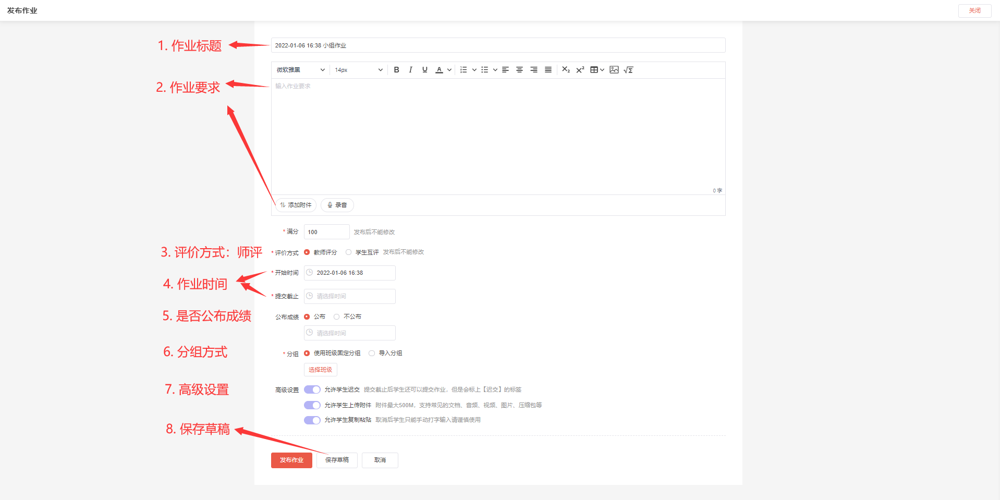 发布作业
关闭
1. 作业标题
2022-01-06 16:38 小组作业
微软雅黑 14px B I U A X₂ X² √Σ
2. 作业要求
输入作业要求
0 字
添加附件 录音
* 满分 100 发布后不能修改
3. 评价方式：师评
* 评价方式 教师评分 学生互评 发布后不能修改
* 开始时间 2022-01-06 16:38
4. 作业时间
* 提交截止 请选择时间
5. 是否公布成绩
公布成绩 公布 不公布
请选择时间
6. 分组方式
* 分组 使用班级固定分组 导入分组
选择班级
7. 高级设置
高级设置 允许学生迟交 提交截止后学生还可以提交作业，但是会标上【迟交】的标签
允许学生上传附件 附件最大500M，支持常见的文档、音频、视频、图片、压缩包等
允许学生复制粘贴 取消后学生只能手动打字输入请谨慎使用
8. 保存草稿
发布作业 保存草稿 取消